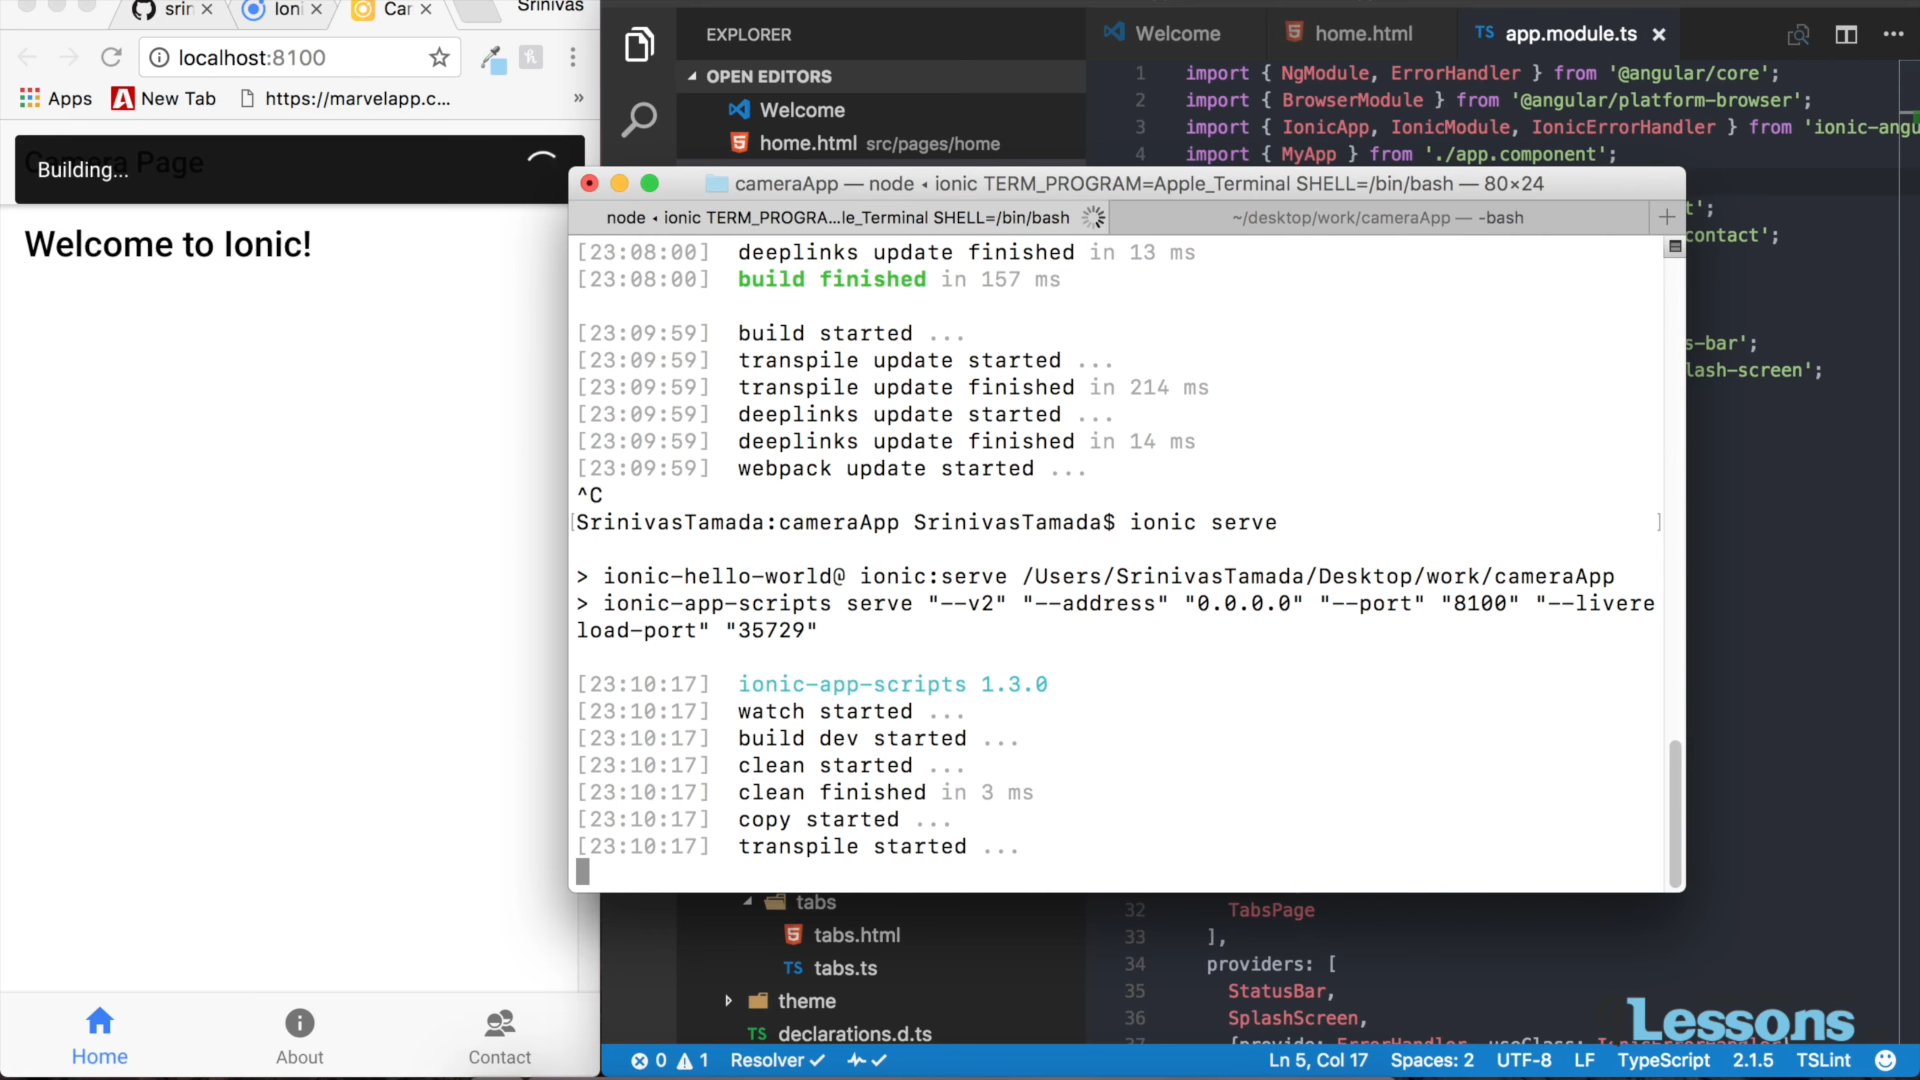 srin ×
Ioni ×
Car ×
Srinivas
localhost:8100
Apps
New Tab
https://marvelapp.c...
»
Camera Page
Building...
Welcome to Ionic!
Home
About
Contact
EXPLORER
OPEN EDITORS
Welcome
home.html src/pages/home
Welcome
home.html
TS app.module.ts ×
1 import { NgModule, ErrorHandler } from '@angular/core';
2 import { BrowserModule } from '@angular/platform-browser';
3 import { IonicApp, IonicModule, IonicErrorHandler } from 'ionic-angu
4 import { MyApp } from './app.component';
t';
contact';
s-bar';
lash-screen';
cameraApp — node ◂ ionic TERM_PROGRAM=Apple_Terminal SHELL=/bin/bash — 80×24
node ◂ ionic TERM_PROGRA...le_Terminal SHELL=/bin/bash
~/desktop/work/cameraApp — -bash
+
[23:08:00] deeplinks update finished in 13 ms
[23:08:00] build finished in 157 ms
[23:09:59] build started ...
[23:09:59] transpile update started ...
[23:09:59] transpile update finished in 214 ms
[23:09:59] deeplinks update started ...
[23:09:59] deeplinks update finished in 14 ms
[23:09:59] webpack update started ...
^C
[SrinivasTamada:cameraApp SrinivasTamada$ ionic serve ]
> ionic-hello-world@ ionic:serve /Users/SrinivasTamada/Desktop/work/cameraApp
> ionic-app-scripts serve "--v2" "--address" "0.0.0.0" "--port" "8100" "--livere
load-port" "35729"
[23:10:17] ionic-app-scripts 1.3.0
[23:10:17] watch started ...
[23:10:17] build dev started ...
[23:10:17] clean started ...
[23:10:17] clean finished in 3 ms
[23:10:17] copy started ...
[23:10:17] transpile started ...
tabs
tabs.html
TS tabs.ts
theme
TS declarations.d.ts
32 TabsPage
33 ],
34 providers: [
35 StatusBar,
36 SplashScreen,
37 {provide: ErrorHandler, useClass: IonicErrorHandler}
Lessons
0 1 Resolver
Ln 5, Col 17 Spaces: 2 UTF-8 LF TypeScript 2.1.5 TSLint